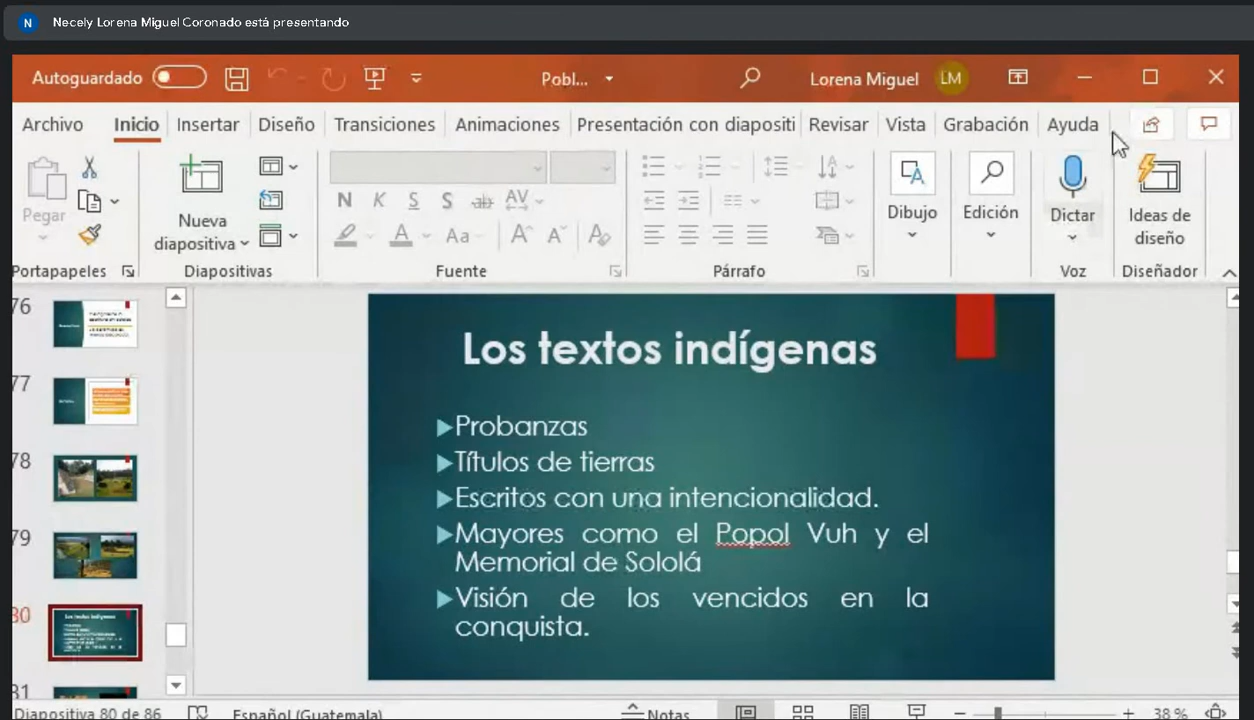 N Necely Lorena Miguel Coronado está presentando
Autoguardado Pobl... Lorena Miguel LM
Archivo Inicio Insertar Diseño Transiciones Animaciones Presentación con diapositi Revisar Vista Grabación Ayuda
Pegar
Nueva
diapositiva
N K S S ab AV
A Aa A A A
Dibujo Edición Dictar
Ideas de
diseño
Portapapeles Diapositivas Fuente Párrafo Voz Diseñador
76
77
78
79
80
81
Los textos indígenas
Probanzas
Títulos de tierras
Escritos con una intencionalidad.
Mayores como el Popol Vuh y el
Memorial de Sololá
Visión de los vencidos en la
conquista.
Diapositiva 80 de 86 Español (Guatemala) Notas 38 %